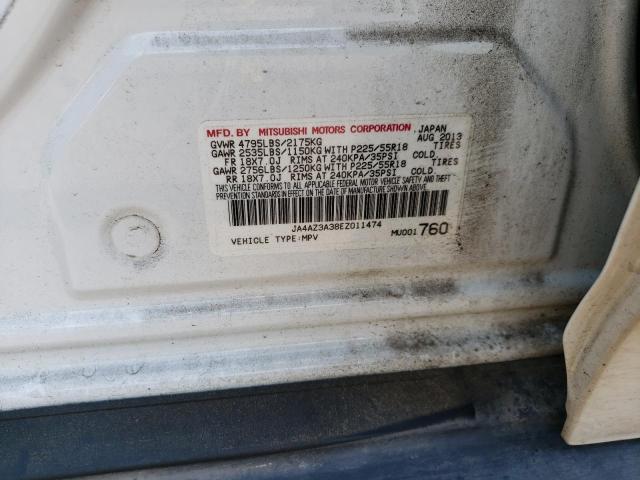 MFD. BY MITSUBISHI MOTORS CORPORATION, JAPAN
GVWR 4795LBS/2175KG AUG 2013
GAWR 2535LBS/1150KG WITH P225/55R18 TIRES
FR 18X7.0J RIMS AT 240KPA/35PSI COLD
GAWR 2756LBS/1250KG WITH P225/55R18 TIRES
RR 18X7.0J RIMS AT 240KPA/35PSI COLD
THIS VEHICLE CONFORMS TO ALL APPLICABLE FEDERAL MOTOR VEHICLE SAFETY, BUMPER, AND THEFT
PREVENTION STANDARDS IN EFFECT ON THE DATE OF MANUFACTURE SHOWN ABOVE.
JA4AZ3A38EZ011474
VEHICLE TYPE:MPV MU001760